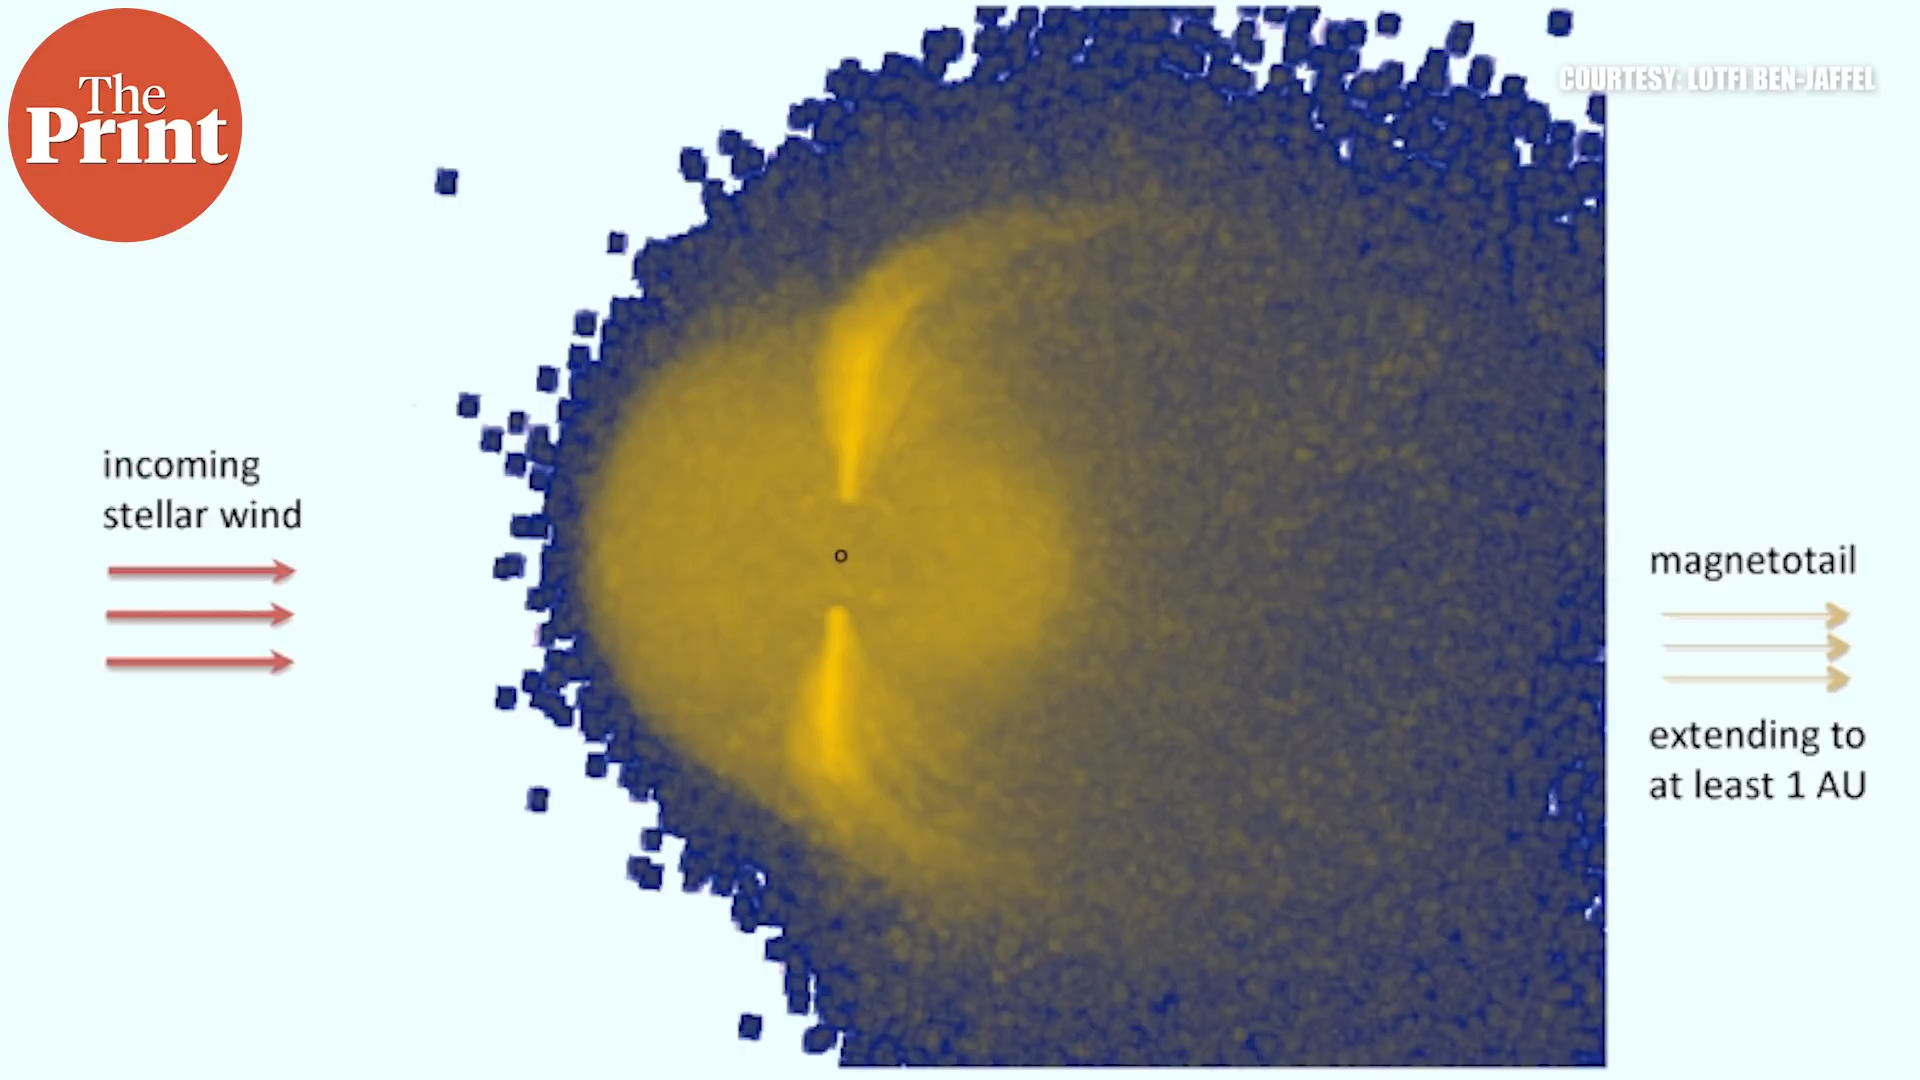 The
Print
COURTESY: LOTFI BEN-JAFFEL
incoming
stellar wind
magnetotail
extending to
at least 1 AU